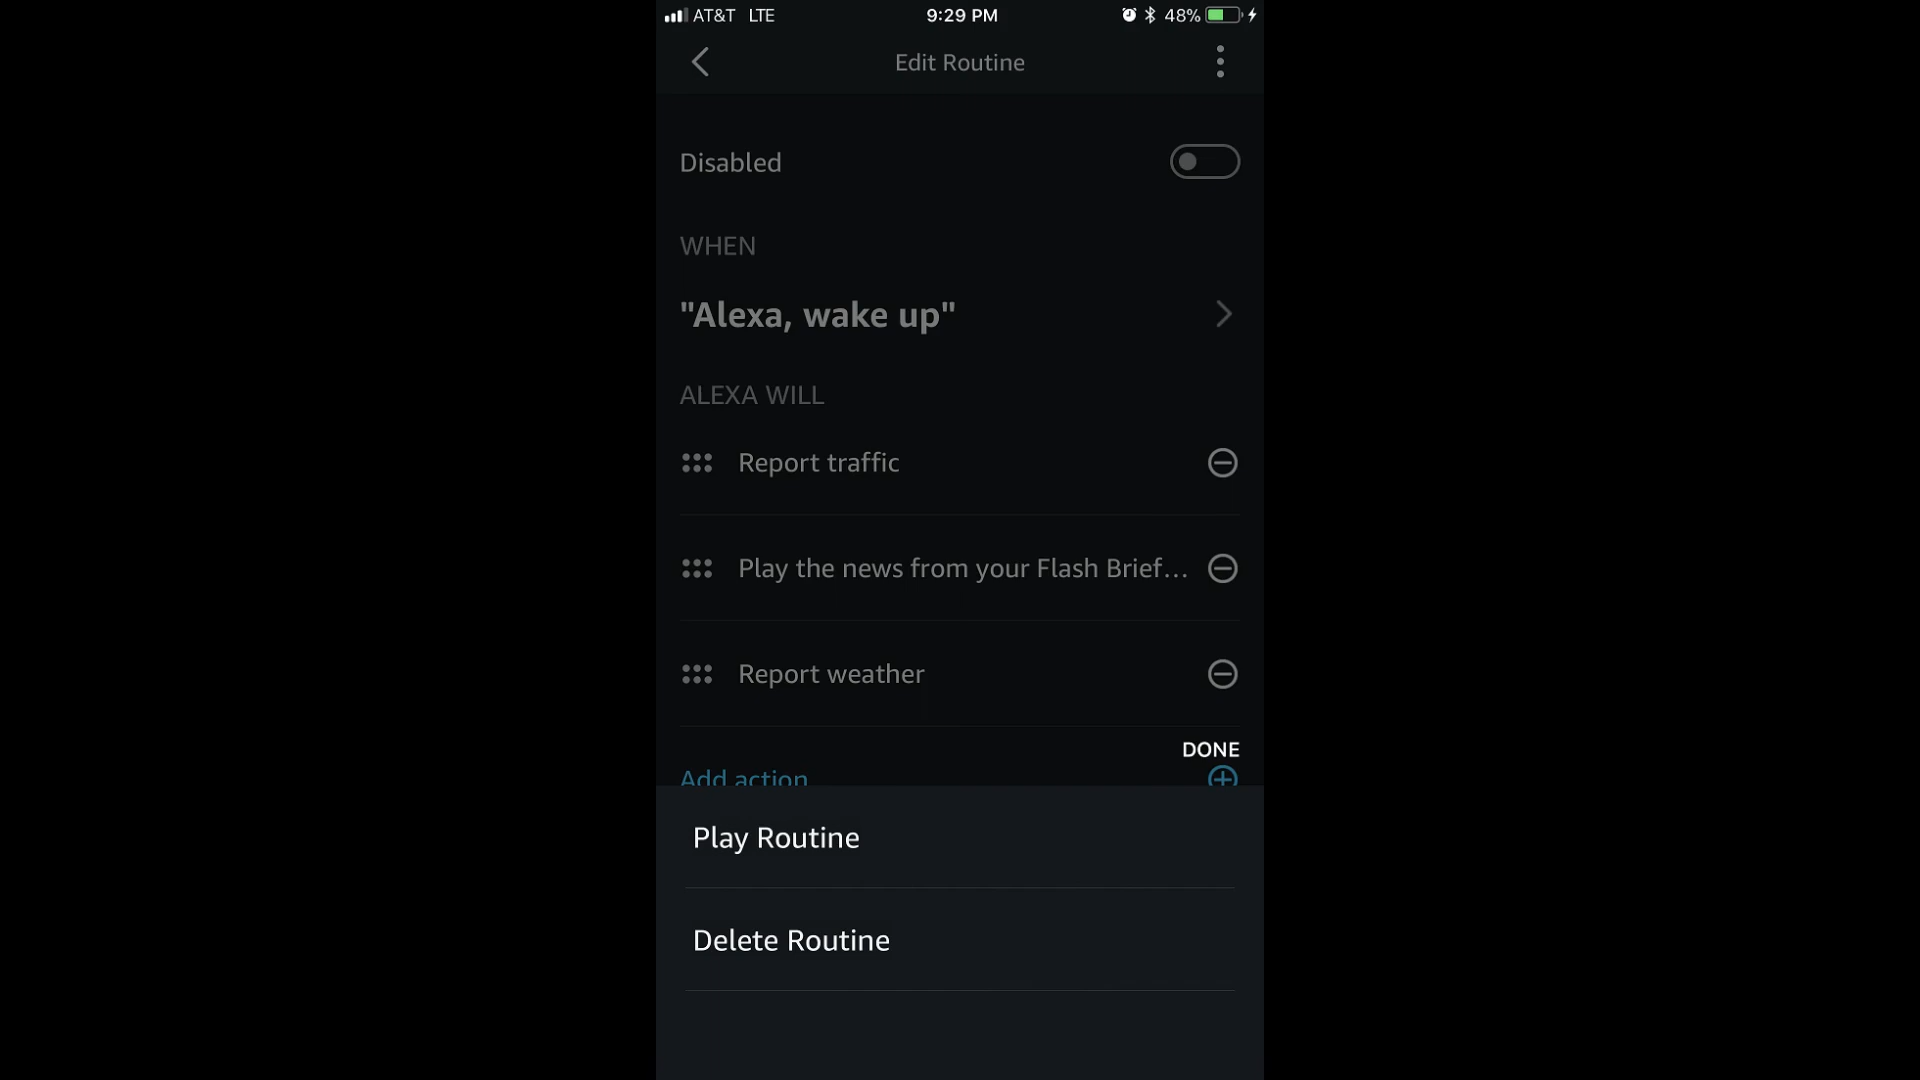 AT&T LTE 9:29 PM 48%
Edit Routine
Disabled
WHEN
"Alexa, wake up"
ALEXA WILL
Report traffic
Play the news from your Flash Brief...
Report weather
DONE
Add action
Play Routine
Delete Routine